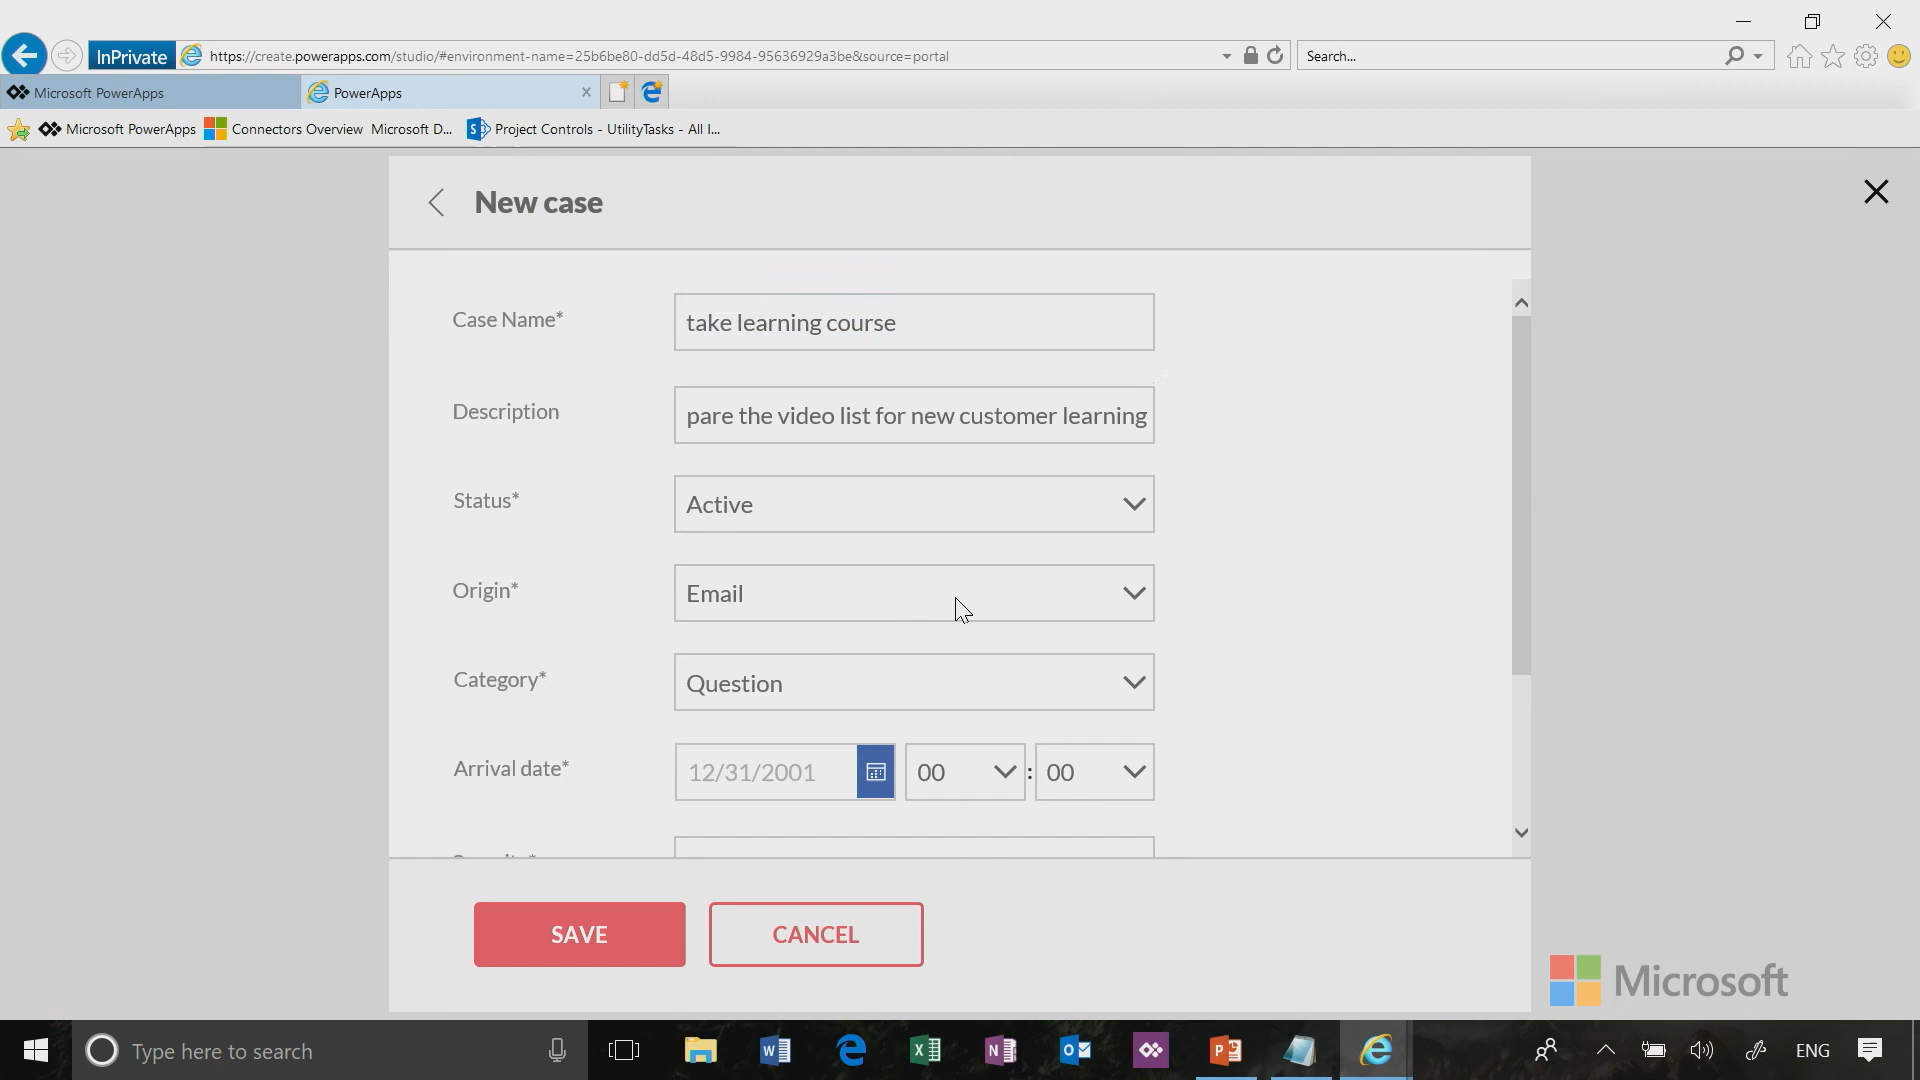 InPrivate
https://create.powerapps.com/studio/#environment-name=25b6be80-dd5d-48d5-9984-95636929a3be&source=portal
Search...
Microsoft PowerApps
PowerApps
Microsoft PowerApps
Connectors Overview Microsoft D...
Project Controls - UtilityTasks - All I...
New case
Case Name*
take learning course
Description
pare the video list for new customer learning
Status*
Active
Origin*
Email
Category*
Question
Arrival date*
12/31/2001
00
:
00
SAVE
CANCEL
Microsoft
Type here to search
ENG